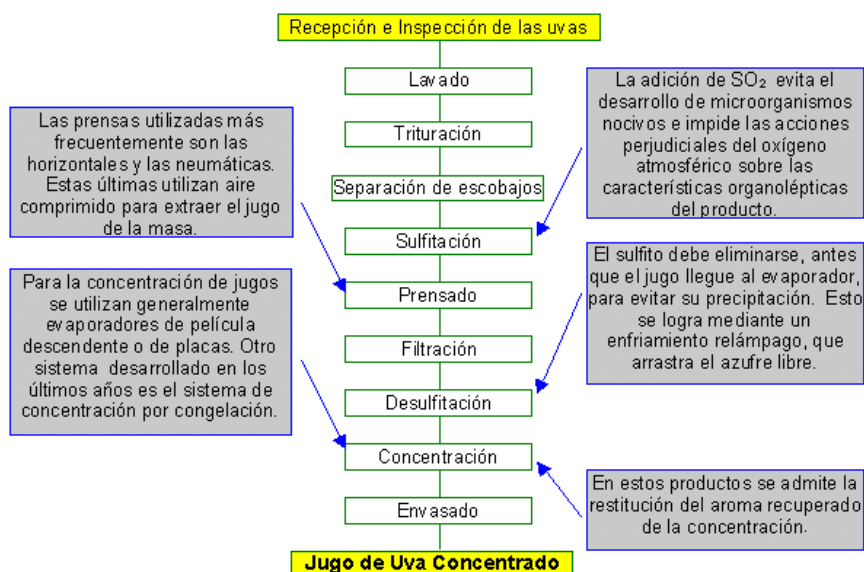 Recepción e Inspección de las uvas
Lavado
Trituración
Separación de escobajos
Sulfitación
Prensado
Filtración
Desulfitación
Concentración
Envasado
Jugo de Uva Concentrado
Las prensas utilizadas más
frecuentemente son las
horizontales y las neumáticas.
Estas últimas utilizan aire
comprimido para extraer el jugo
de la masa.
Para la concentración de jugos
se utilizan generalmente
evaporadores de película
descendente o de placas. Otro
sistema desarrollado en los
últimos años es el sistema de
concentración por congelación.
La adición de SO₂ evita el
desarrollo de microorganismos
nocivos e impide las acciones
perjudiciales del oxígeno
atmosférico sobre las
características organolépticas
del producto.
El sulfito debe eliminarse, antes
que el jugo llegue al evaporador,
para evitar su precipitación. Esto
se logra mediante un
enfriamiento relámpago, que
arrastra el azufre libre.
En estos productos se admite la
restitución del aroma recuperado
de la concentración.